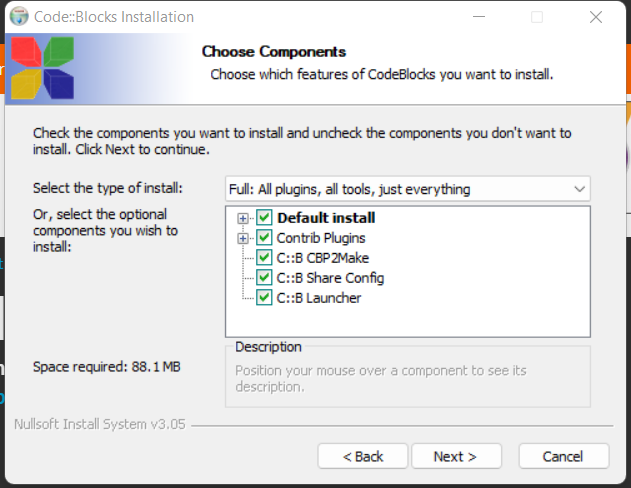 Code::Blocks Installation
Choose Components
Choose which features of CodeBlocks you want to install.
Check the components you want to install and uncheck the components you don't want to
install. Click Next to continue.
Select the type of install:
Full: All plugins, all tools, just everything
Or, select the optional
components you wish to
install:
Default install
Contrib Plugins
C::B CBP2Make
C::B Share Config
C::B Launcher
Space required: 88.1 MB
Description
Position your mouse over a component to see its
description.
Nullsoft Install System v3.05
< Back
Next >
Cancel